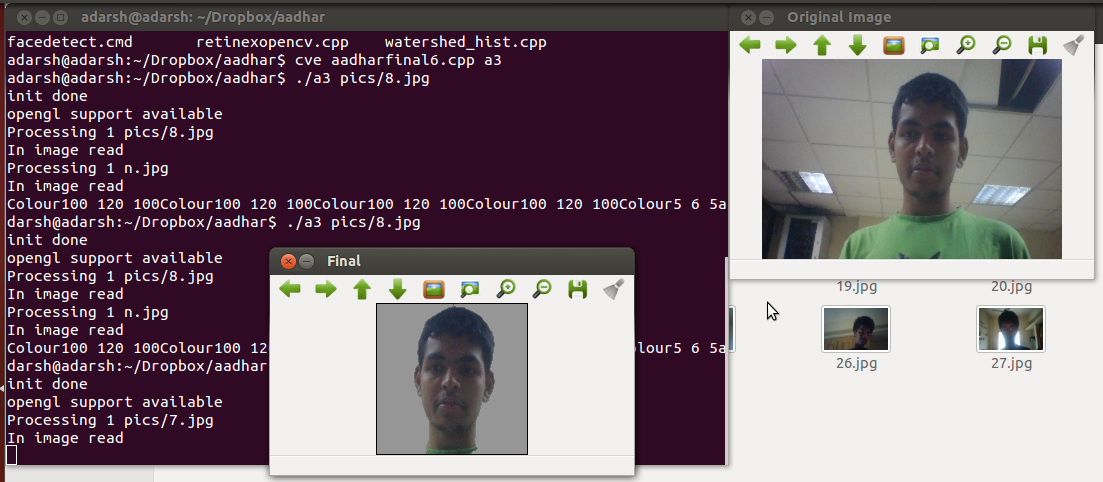 adarsh@adarsh: ~/Dropbox/aadhar
facedetect.cmd retinexopencv.cpp watershed_hist.cpp
adarsh@adarsh:~/Dropbox/aadhar$ cve aadharfinal6.cpp a3
adarsh@adarsh:~/Dropbox/aadhar$ ./a3 pics/8.jpg
init done
opengl support available
Processing 1 pics/8.jpg
In image read
Processing 1 n.jpg
In image read
Colour100 120 100Colour100 120 100Colour100 120 100Colour100 120 100Colour5 6 5a
darsh@adarsh:~/Dropbox/aadhar$ ./a3 pics/8.jpg
init done
opengl support available
Processing 1 pics/8.jpg
In image read
Processing 1 n.jpg
In image read
Colour100 120 100Colour100 12 lour5 6 5a
darsh@adarsh:~/Dropbox/aadhar
init done
opengl support available
Processing 1 pics/7.jpg
In image read
Final
Original Image
19.jpg 20.jpg
26.jpg 27.jpg